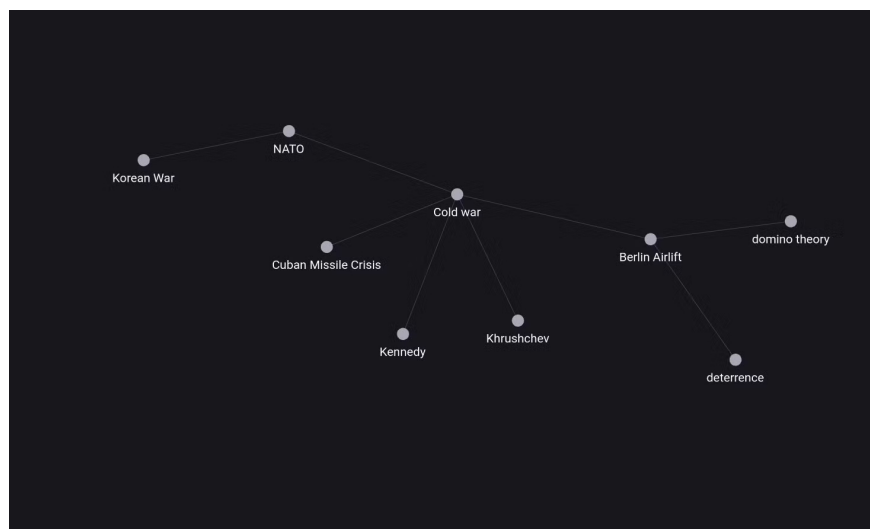 NATO
Korean War
Cold war
domino theory
Berlin Airlift
Cuban Missile Crisis
Khrushchev
Kennedy
deterrence